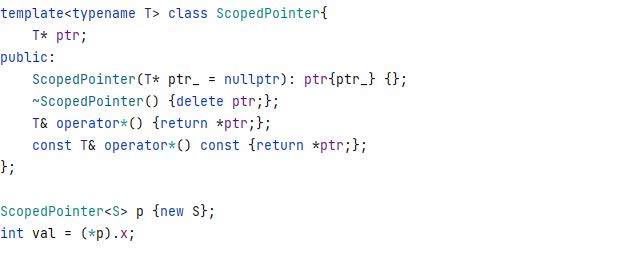 template<typename T> class ScopedPointer{
    T* ptr;
public:
    ScopedPointer(T* ptr_ = nullptr): ptr{ptr_} {};
    ~ScopedPointer() {delete ptr;};
    T& operator*() {return *ptr;};
    const T& operator*() const {return *ptr;};
};

ScopedPointer<S> p {new S};
int val = (*p).x;